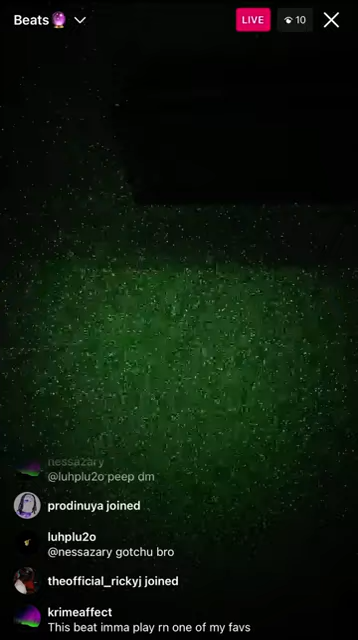 Beats🔮
LIVE
10
nessazary
@luhplu2o peep dm
prodinuya joined
luhplu2o
@nessazary gotchu bro
theofficial_rickyj joined
krimeaffect
This beat imma play rn one of my favs